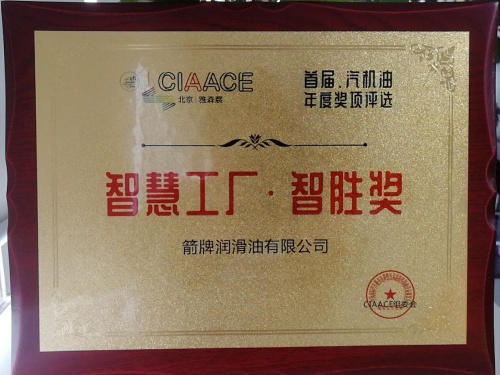 CIAACE
北京 雅森展
首届.汽机油
年度奖项评选
智慧工厂·智胜奖
箭牌润滑油有限公司
CIAACE组委会